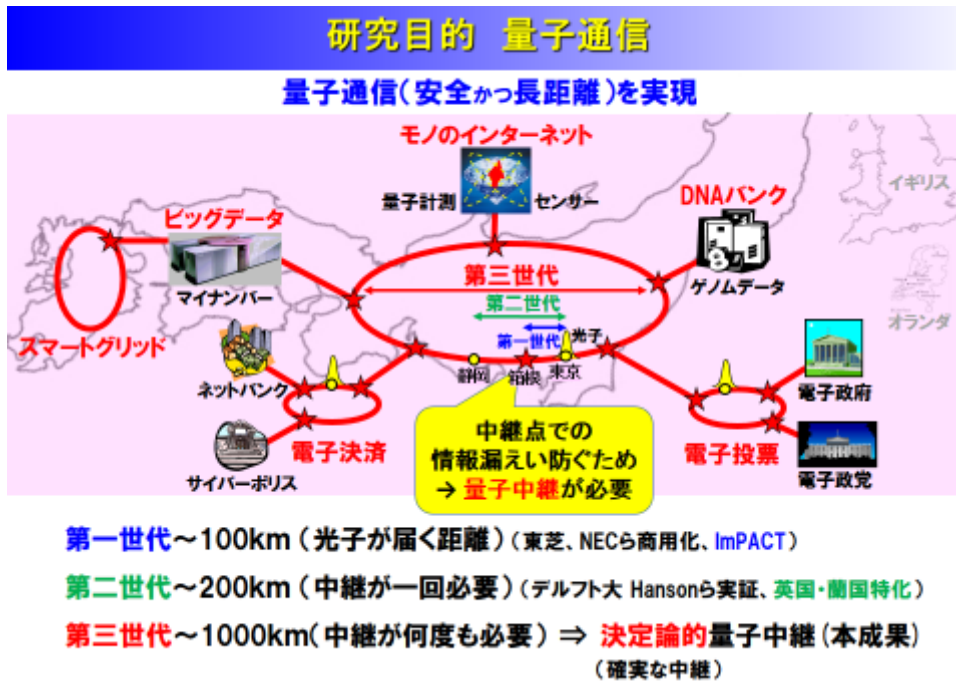 研究目的 量子通信
量子通信(安全かつ長距離)を実現
モノのインターネット
量子計測
センサー
イギリス
DNAバンク
ビッグデータ
マイナンバー
第三世代
第二世代
第一世代
光子
ゲノムデータ
オランダ
スマートグリッド
静岡
箱根
東京
ネットバンク
電子政府
中継点での
情報漏えい防ぐため
→ 量子中継が必要
電子決済
電子投票
サイバーポリス
電子政党
第一世代~100km(光子が届く距離)(東芝、NECら商用化、ImPACT)
第二世代~200km(中継が一回必要)(デルフト大 Hansonら実証、英国・蘭国特化)
第三世代~1000km(中継が何度も必要) ⇒ 決定論的量子中継(本成果)
(確実な中継)